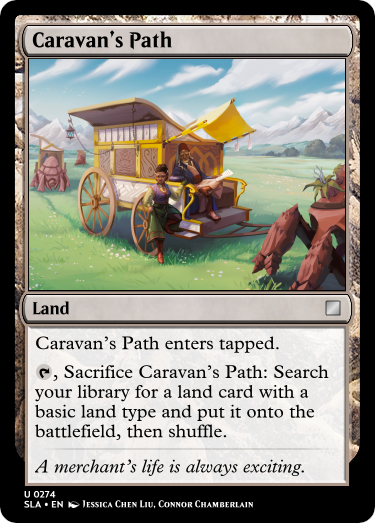 Caravan's Path
Land
Caravan's Path enters tapped.
, Sacrifice Caravan's Path: Search
your library for a land card with a
basic land type and put it onto the
battlefield, then shuffle.
A merchant's life is always exciting.
U 0274
SLA • EN Jessica Chen Liu, Connor Chamberlain